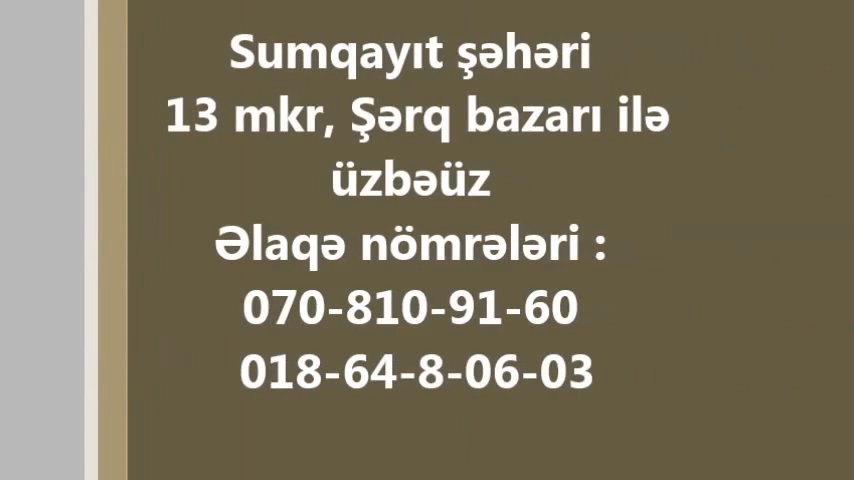 Sumqayıt şəhəri
13 mkr, Şərq bazarı ilə
üzbəüz
Əlaqə nömrələri :
070-810-91-60
018-64-8-06-03